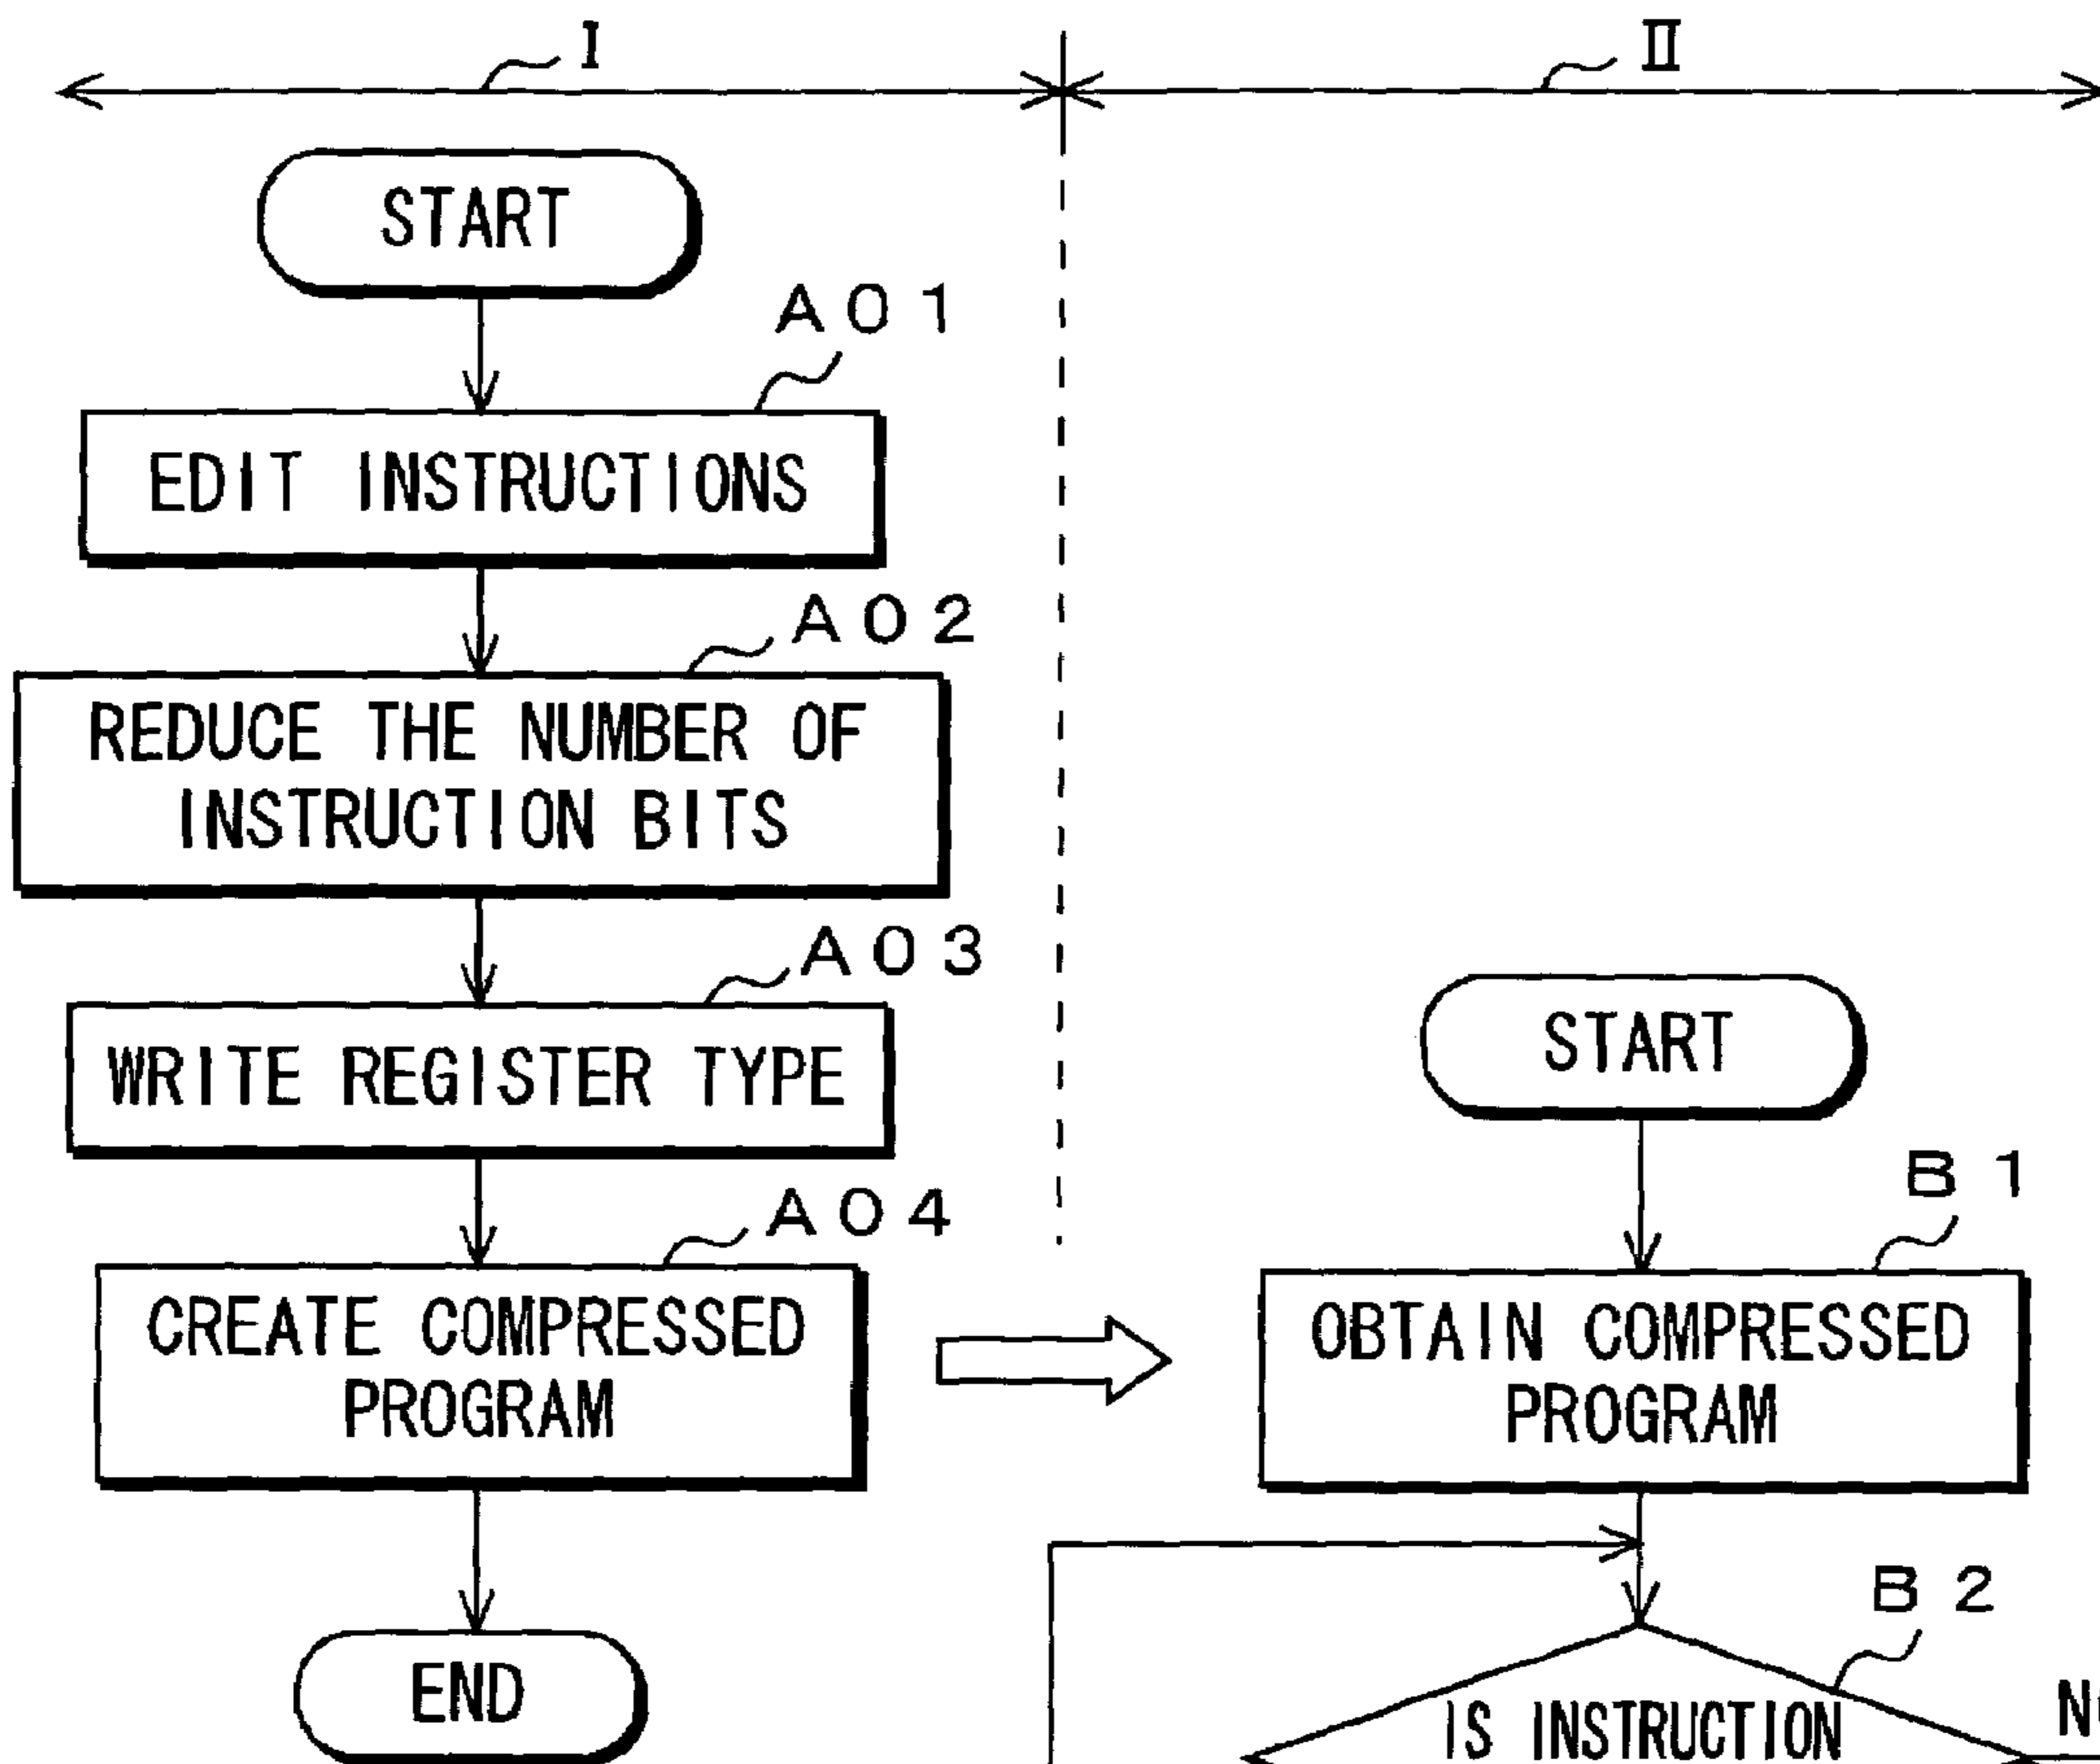 I
II
START
A01
EDIT INSTRUCTIONS
A02
REDUCE THE NUMBER OF
INSTRUCTION BITS
A03
WRITE REGISTER TYPE
A04
CREATE COMPRESSED
PROGRAM
END
START
B1
OBTAIN COMPRESSED
PROGRAM
B2
IS INSTRUCTION